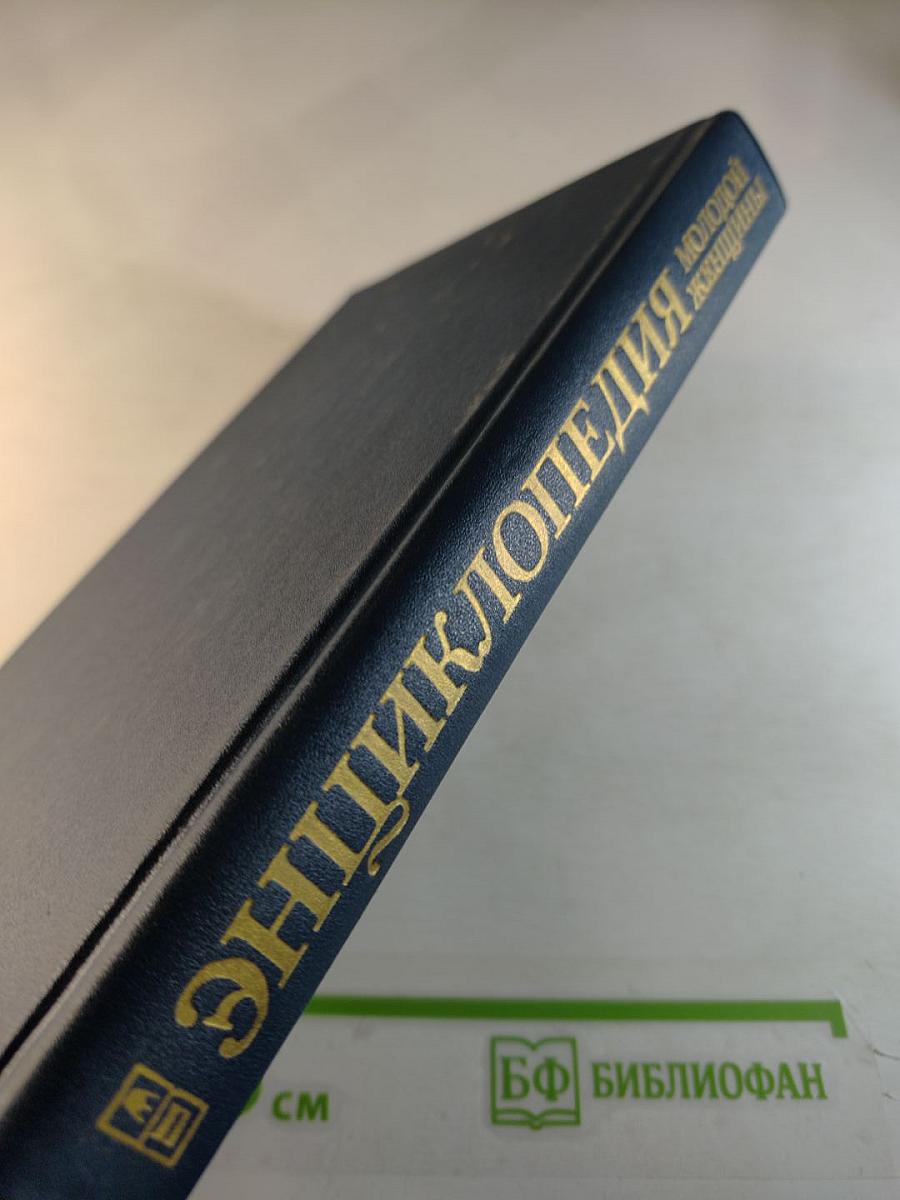 ЭНЦИКЛОПЕДИЯ
МОЛОДОЙ
ЖЕНЩИНЫ
см
БФ
БИБЛИОФАН